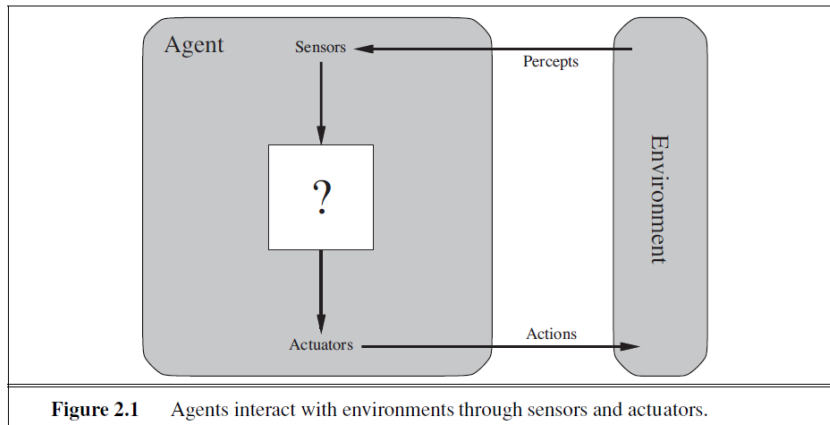 Agent
Sensors
Percepts
?
Environment
Actuators
Actions
Figure 2.1 Agents interact with environments through sensors and actuators.